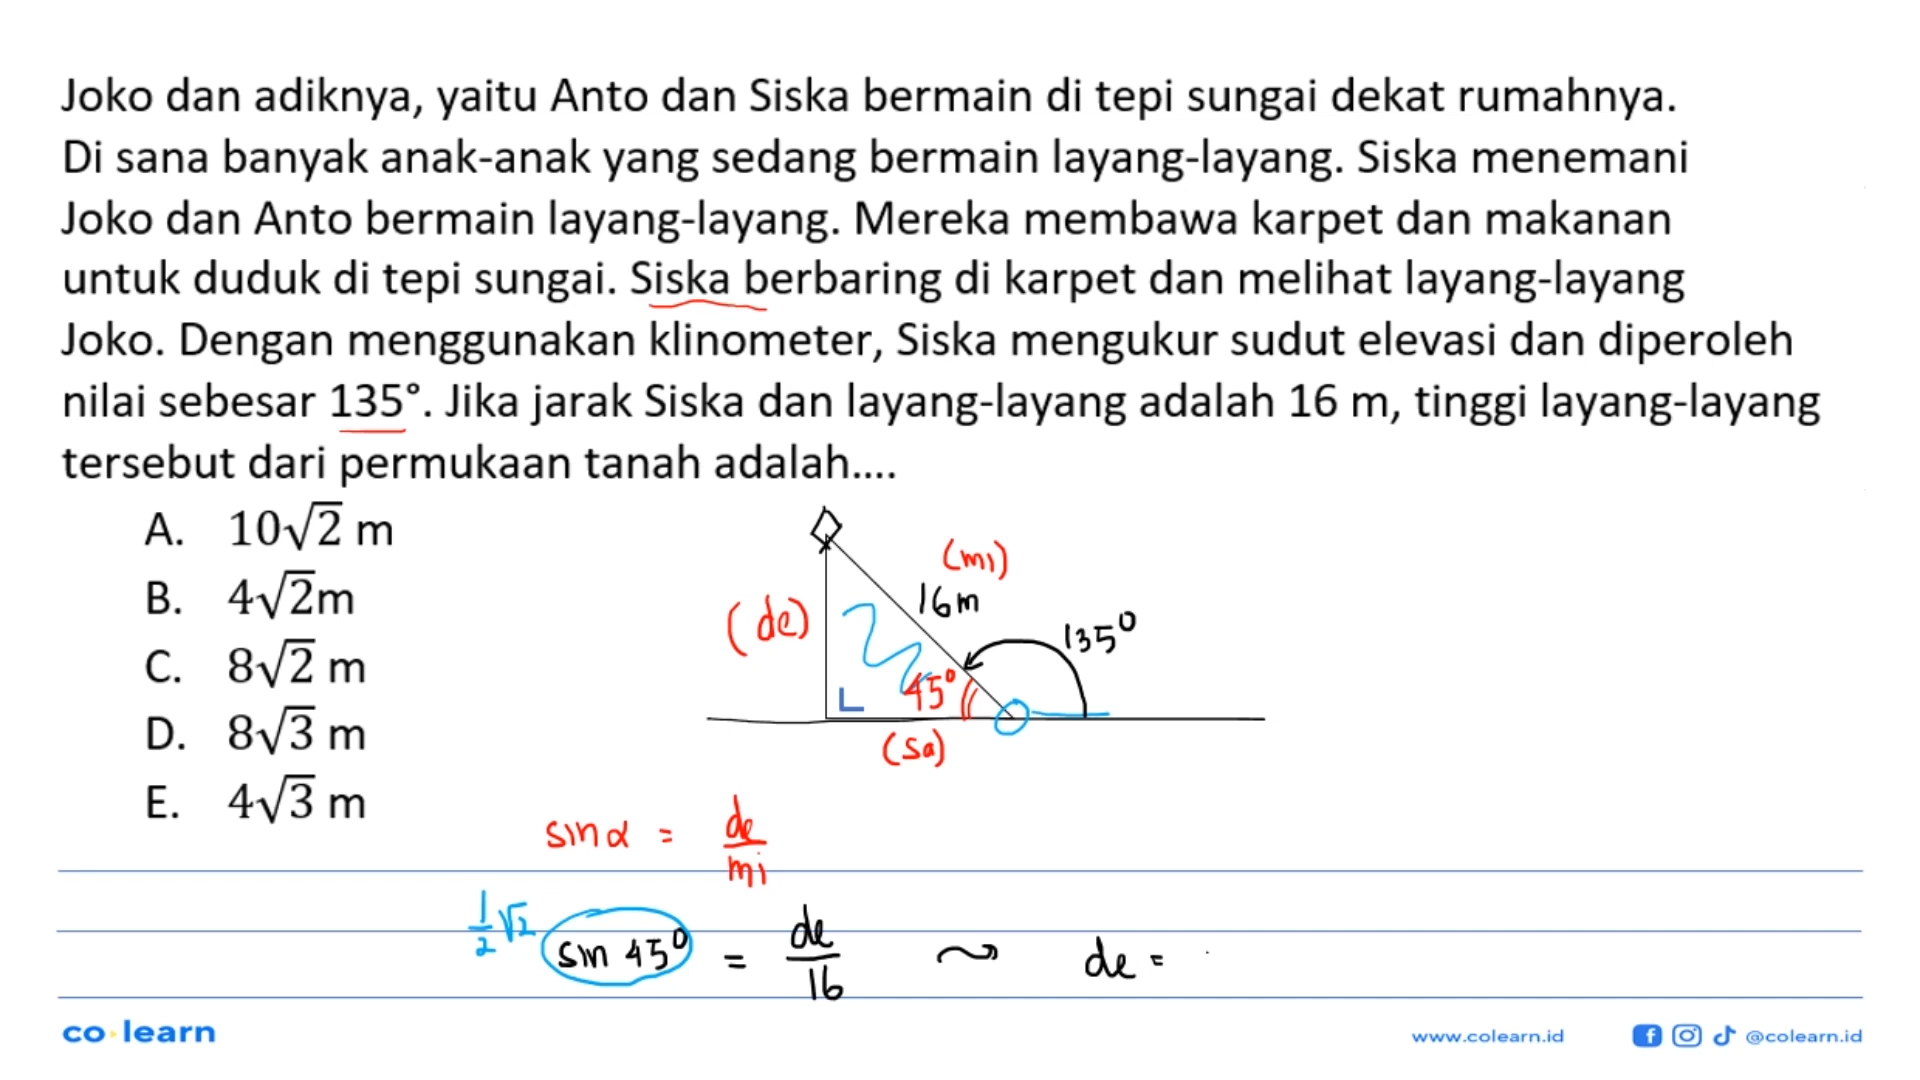 Joko dan adiknya, yaitu Anto dan Siska bermain di tepi sungai dekat rumahnya.
Di sana banyak anak-anak yang sedang bermain layang-layang. Siska menemani
Joko dan Anto bermain layang-layang. Mereka membawa karpet dan makanan
untuk duduk di tepi sungai. Siska berbaring di karpet dan melihat layang-layang
Joko. Dengan menggunakan klinometer, Siska mengukur sudut elevasi dan diperoleh
nilai sebesar 135°. Jika jarak Siska dan layang-layang adalah 16 m, tinggi layang-layang
tersebut dari permukaan tanah adalah....
A. 10√2 m
B. 4√2m
C. 8√2 m
D. 8√3 m
E. 4√3 m
(mi)
16m
(de)
135°
45°
(sa)
sin α = de/mi
1/2 √2
sin 45° = de/16 ⇝ de =
co learn
www.colearn.id
@colearn.id